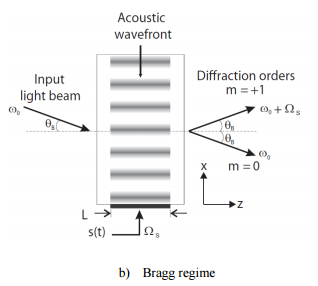 Acoustic
wavefront
Input
light beam
Diffraction orders
m = +1
ω₀
θB
ω₀ + Ωs
θB
θB
ω₀
m = 0
x
z
L
s(t)
Ωs
b) Bragg regime